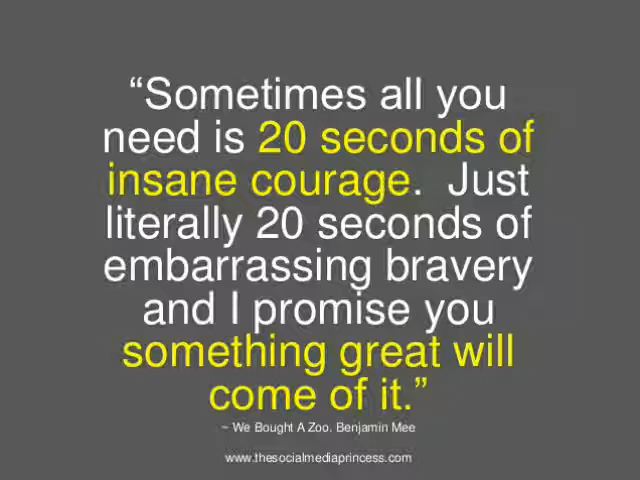 “Sometimes all you
need is 20 seconds of
insane courage.  Just
literally 20 seconds of
embarrassing bravery
and I promise you
something great will
come of it.”
~ We Bought A Zoo. Benjamin Mee
www.thesocialmediaprincess.com